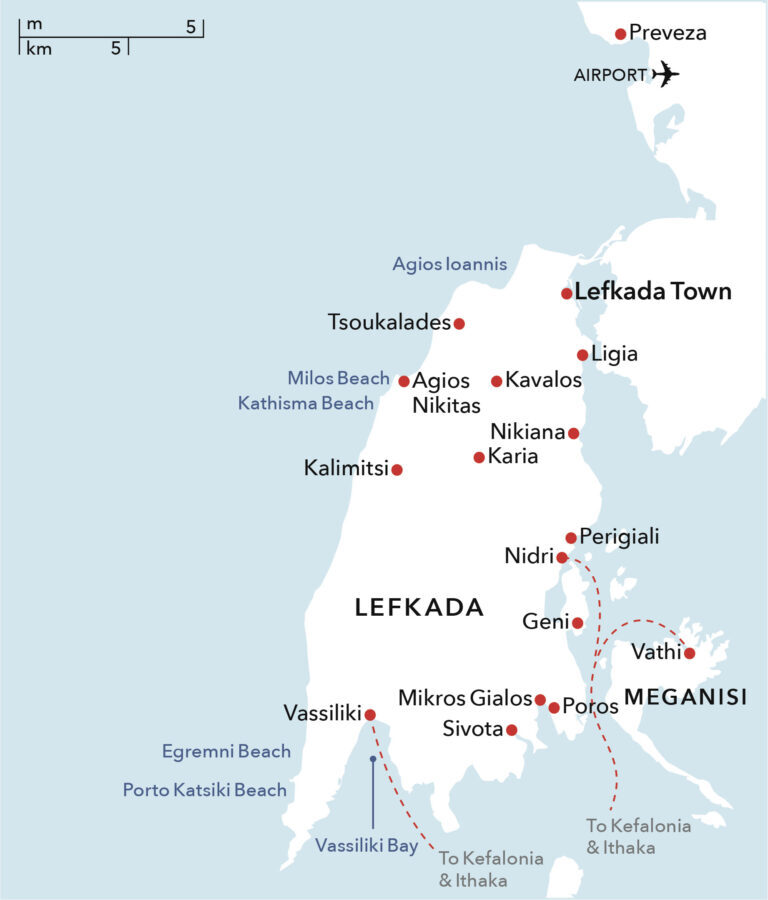 m 5
km 5
Preveza
AIRPORT
Agios Ioannis
Lefkada Town
Tsoukalades
Ligia
Milos Beach
Agios
Nikitas
Kavalos
Kathisma Beach
Nikiana
Karia
Kalimitsi
Perigiali
Nidri
LEFKADA
Geni
Vathi
MEGANISI
Mikros Gialos
Poros
Vassiliki
Sivota
Egremni Beach
Porto Katsiki Beach
Vassiliki Bay
To Kefalonia
& Ithaka
To Kefalonia
& Ithaka